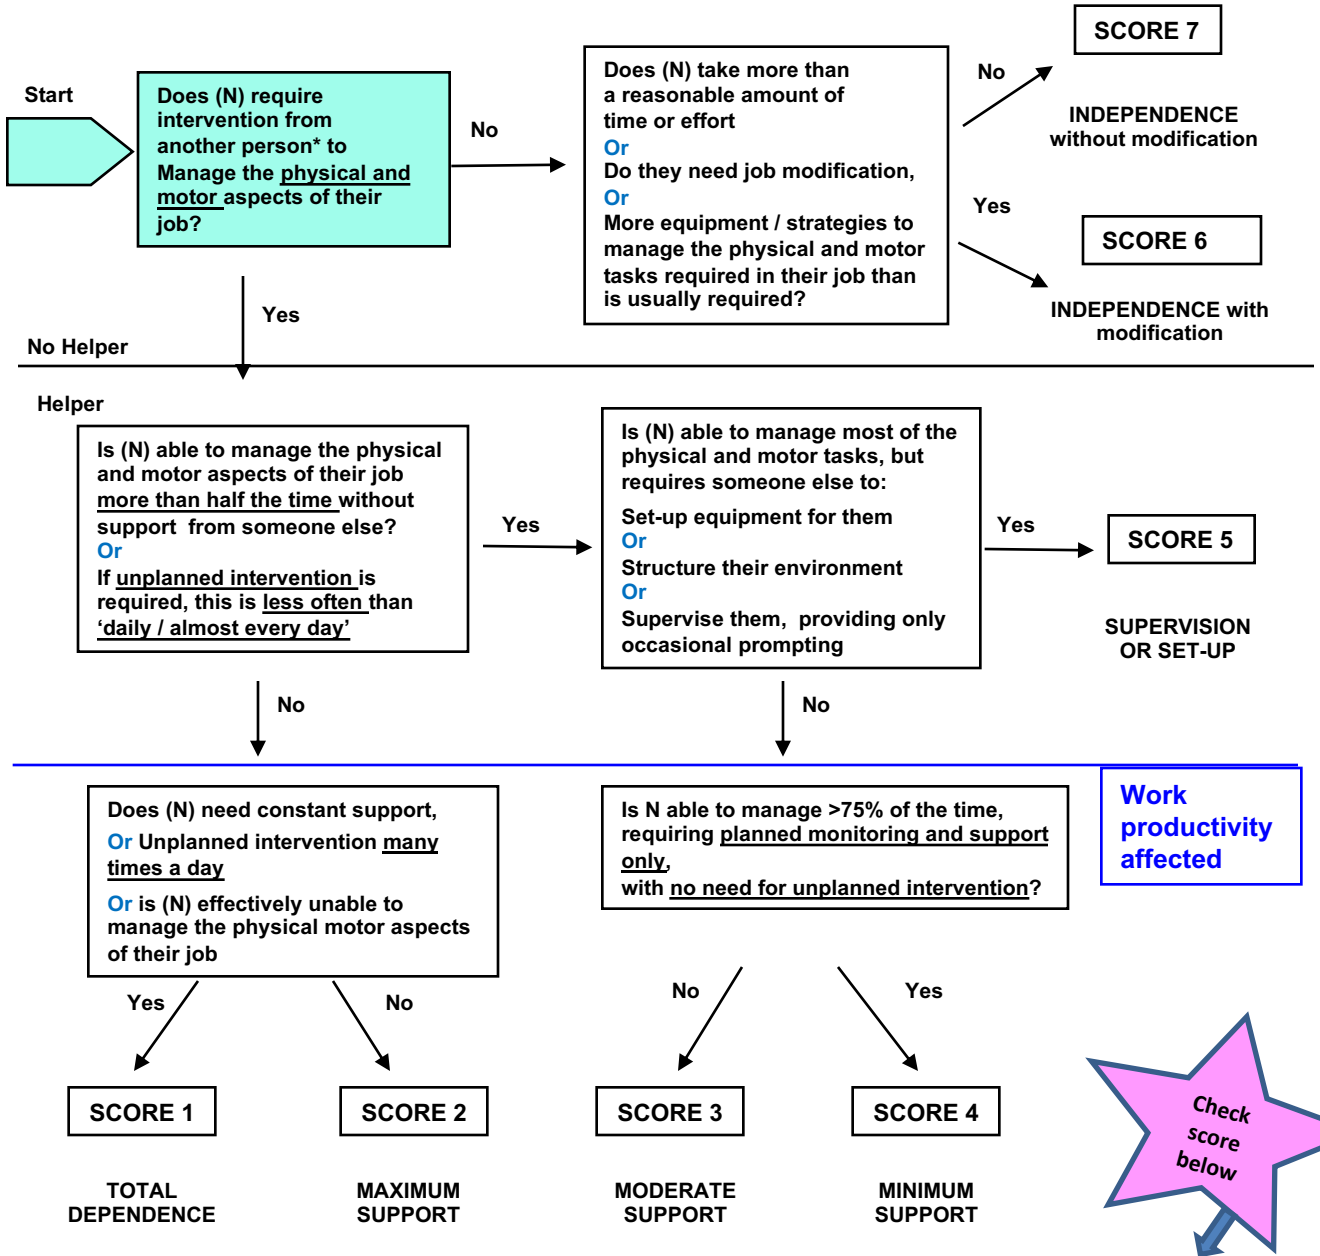 Start
Does (N) require
intervention from
another person* to
Manage the physical and
motor aspects of their
job?
No
Does (N) take more than
a reasonable amount of
time or effort
Or
Do they need job modification,
Or
More equipment / strategies to
manage the physical and motor
tasks required in their job than
is usually required?
No
SCORE 7
INDEPENDENCE
without modification
Yes
SCORE 6
INDEPENDENCE with
modification
Yes
No Helper
Helper
Is (N) able to manage the physical
and motor aspects of their job
more than half the time without
support from someone else?
Or
If unplanned intervention is
required, this is less often than
‘daily / almost every day’
Yes
Is (N) able to manage most of the
physical and motor tasks, but
requires someone else to:
Set-up equipment for them
Or
Structure their environment
Or
Supervise them, providing only
occasional prompting
Yes
SCORE 5
SUPERVISION
OR SET-UP
No
No
Work
productivity
affected
Does (N) need constant support,
Or Unplanned intervention many
times a day
Or is (N) effectively unable to
manage the physical motor aspects
of their job
Is N able to manage >75% of the time,
requiring planned monitoring and support
only,
with no need for unplanned intervention?
Yes
No
No
Yes
SCORE 1
SCORE 2
SCORE 3
SCORE 4
TOTAL
DEPENDENCE
MAXIMUM
SUPPORT
MODERATE
SUPPORT
MINIMUM
SUPPORT
Check
score
below